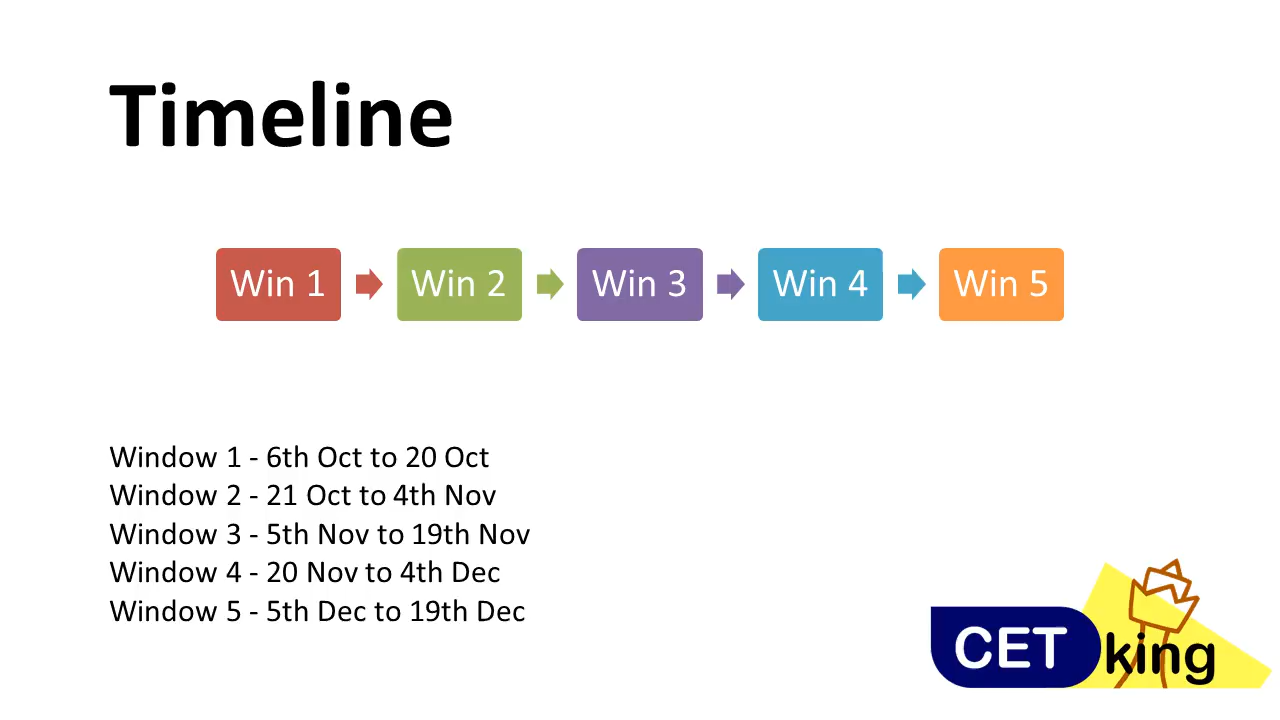 Timeline
Win 1 Win 2 Win 3 Win 4 Win 5
Window 1 - 6th Oct to 20 Oct
Window 2 - 21 Oct to 4th Nov
Window 3 - 5th Nov to 19th Nov
Window 4 - 20 Nov to 4th Dec
Window 5 - 5th Dec to 19th Dec
CET king